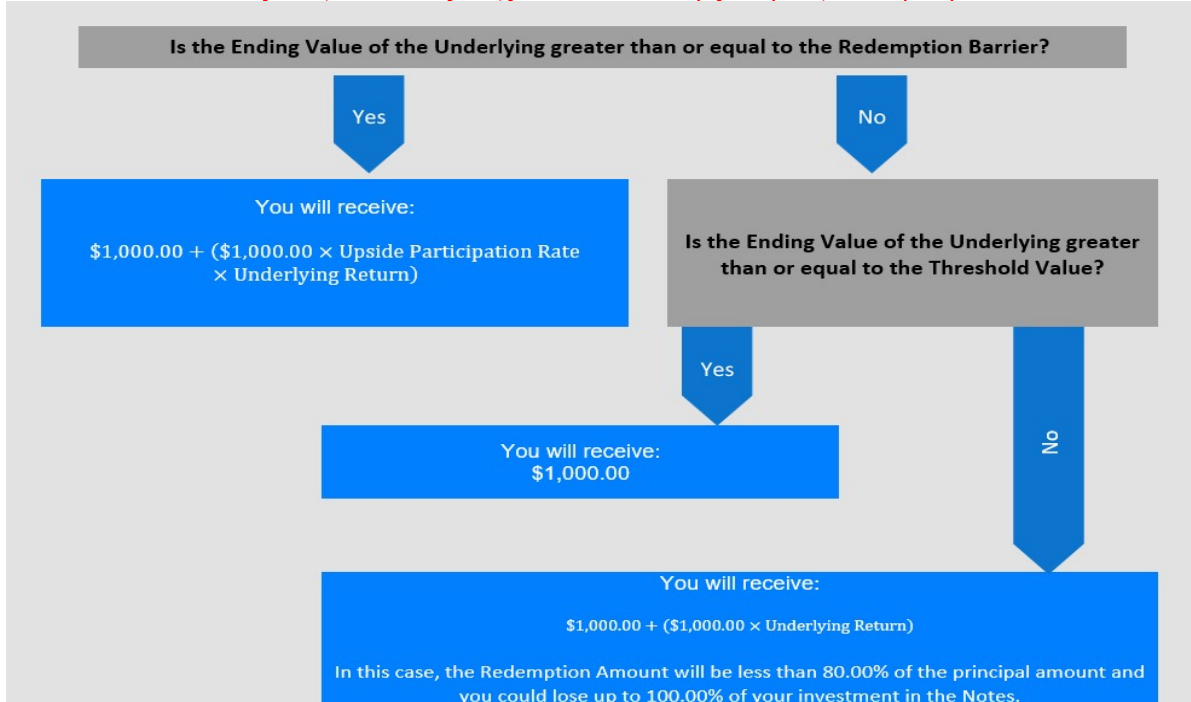 Is the Ending Value of the Underlying greater than or equal to the Redemption Barrier?
Yes
No
You will receive:
$1,000.00 + ($1,000.00 × Upside Participation Rate
× Underlying Return)
Is the Ending Value of the Underlying greater
than or equal to the Threshold Value?
Yes
No
You will receive:
$1,000.00
You will receive:
$1,000.00 + ($1,000.00 × Underlying Return)
In this case, the Redemption Amount will be less than 80.00% of the principal amount and
you could lose up to 100.00% of your investment in the Notes.